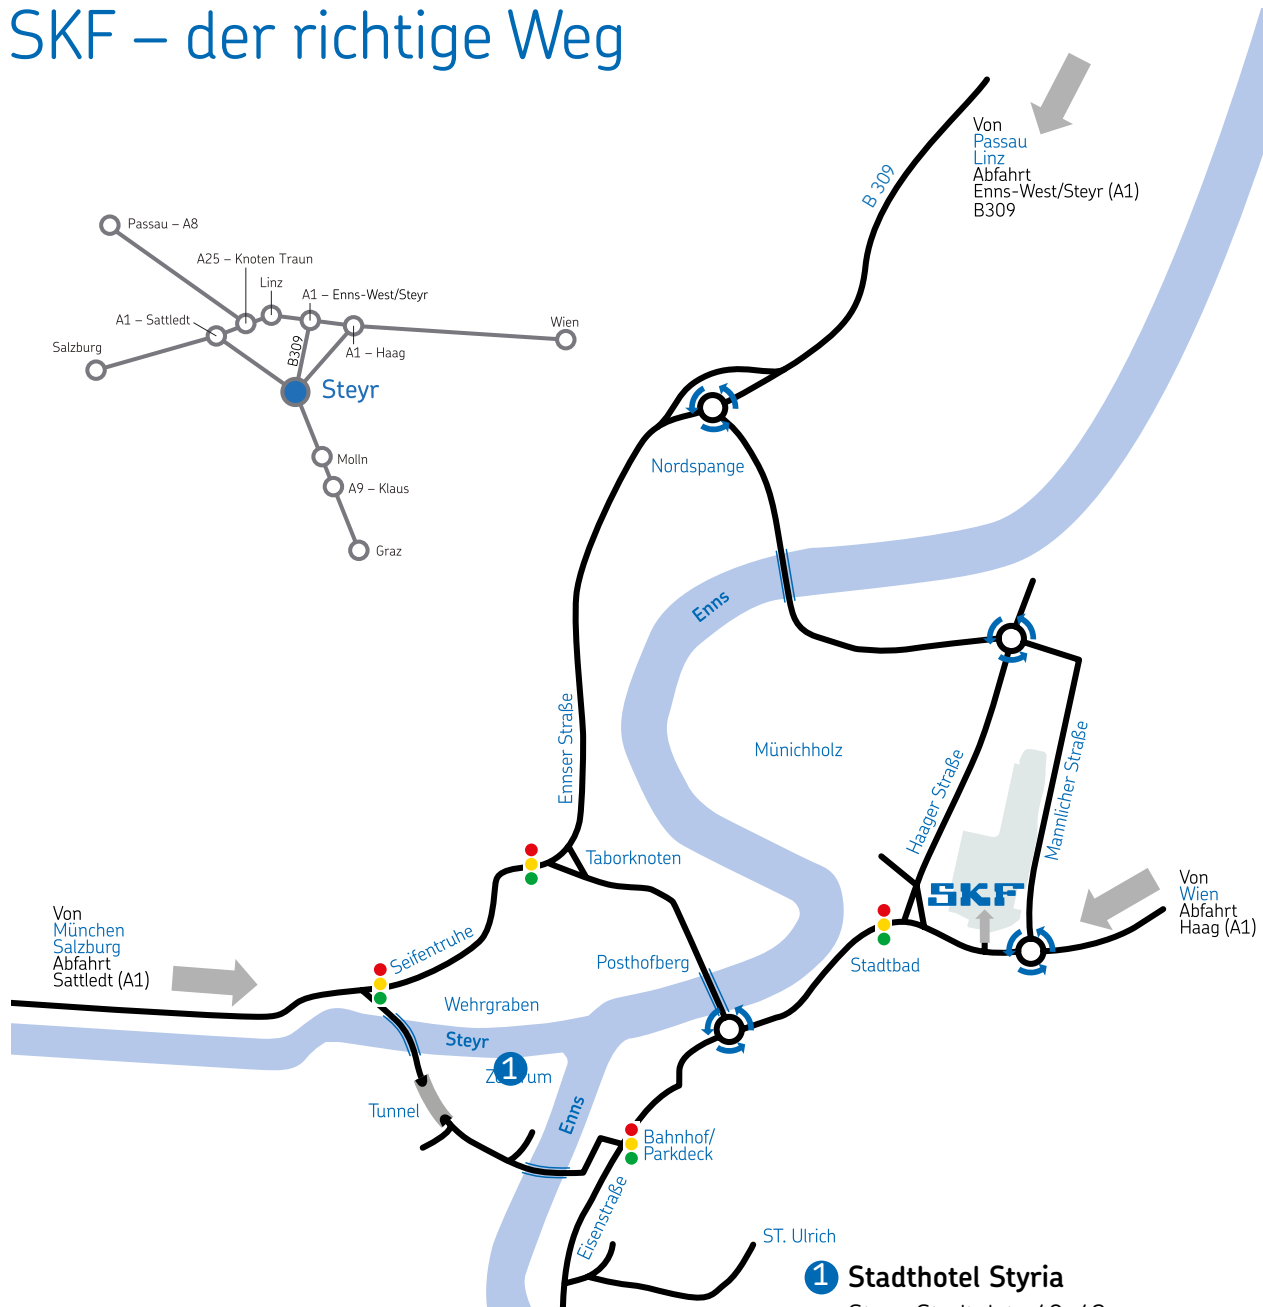 SKF – der richtige Weg
Von
Passau
Linz
Abfahrt
Enns-West/Steyr (A1)
B309
B 309
Passau – A8
A25 – Knoten Traun
Linz
A1 – Enns-West/Steyr
A1 – Sattledt
Wien
Salzburg
B309
A1 – Haag
Steyr
Molln
A9 – Klaus
Graz
Nordspange
Enns
Ennser Straße
Münichholz
Haager Straße
Mannlicher Straße
Taborknoten
SKF
Von
Wien
Abfahrt
Haag (A1)
Von
München
Salzburg
Abfahrt
Sattledt (A1)
Seifentruhe
Posthofberg
Stadtbad
Wehrgraben
Steyr
1
Tunnel
Enns
Bahnhof/
Parkdeck
Eisenstraße
ST. Ulrich
1 Stadthotel Styria